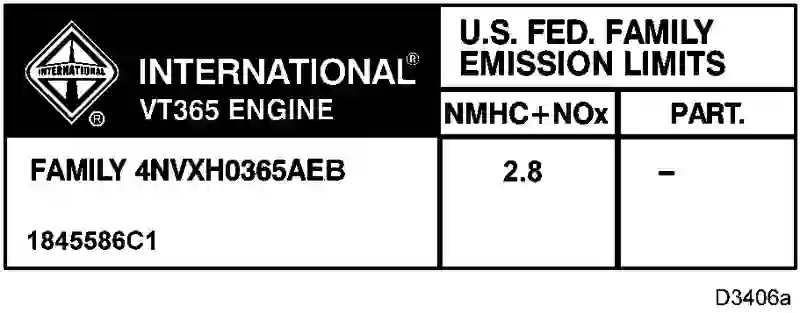 INTERNATIONAL
®
INTERNATIONAL®
VT365 ENGINE
U.S. FED. FAMILY
EMISSION LIMITS
NMHC+NOx
PART.
FAMILY 4NVXH0365AEB
2.8
–
1845586C1
D3406a